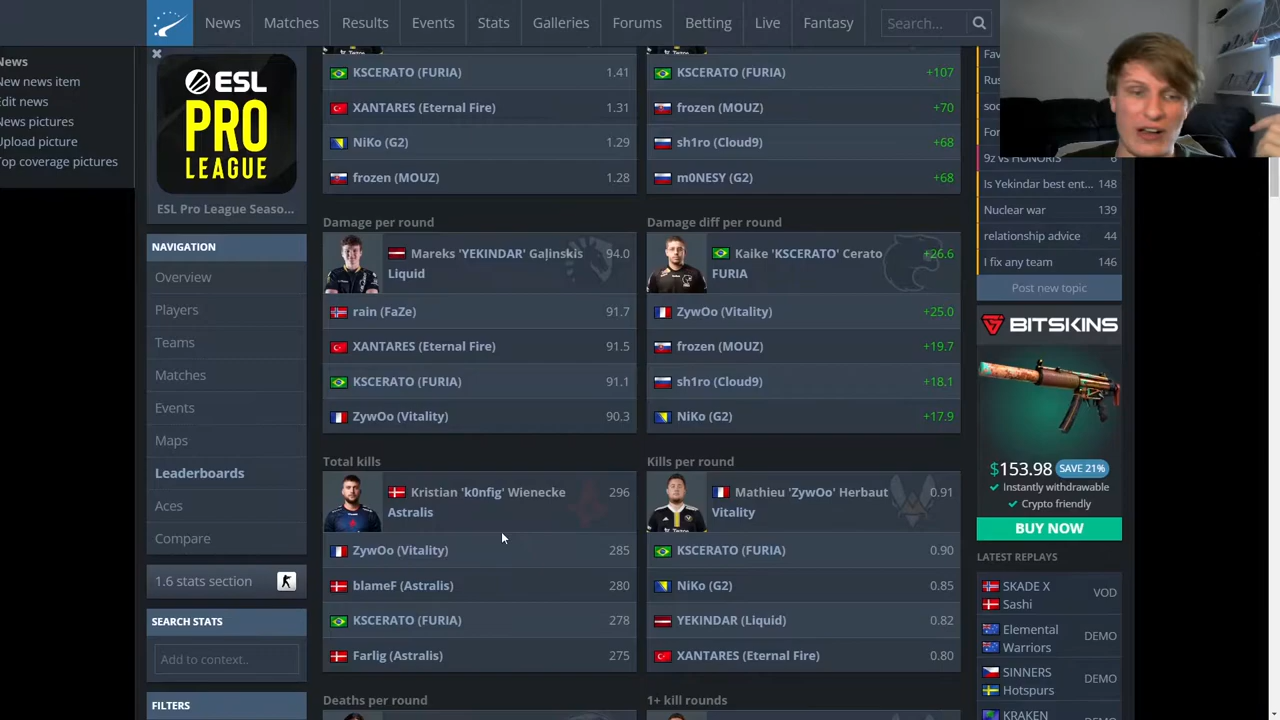 News
Matches
Results
Events
Stats
Galleries
Forums
Betting
Live
Fantasy
Search...
News
New news item
Edit news
News pictures
Upload picture
Top coverage pictures
ESL
PRO
LEAGUE
ESL Pro League Seaso...
NAVIGATION
Overview
Players
Teams
Matches
Events
Maps
Leaderboards
Aces
Compare
1.6 stats section
SEARCH STATS
Add to context..
FILTERS
KSCERATO (FURIA) 1.41
XANTARES (Eternal Fire) 1.31
NiKo (G2) 1.29
frozen (MOUZ) 1.28
KSCERATO (FURIA) +107
frozen (MOUZ) +70
sh1ro (Cloud9) +68
m0NESY (G2) +68
Damage per round
Mareks 'YEKINDAR' Gaļinskis 94.0
Liquid
rain (FaZe) 91.7
XANTARES (Eternal Fire) 91.5
KSCERATO (FURIA) 91.1
ZywOo (Vitality) 90.3
Damage diff per round
Kaike 'KSCERATO' Cerato +26.6
FURIA
ZywOo (Vitality) +25.0
frozen (MOUZ) +19.7
sh1ro (Cloud9) +18.1
NiKo (G2) +17.9
Total kills
Kristian 'k0nfig' Wienecke 296
Astralis
ZywOo (Vitality) 285
blameF (Astralis) 280
KSCERATO (FURIA) 278
Farlig (Astralis) 275
Kills per round
Mathieu 'ZywOo' Herbaut 0.91
Vitality
KSCERATO (FURIA) 0.90
NiKo (G2) 0.85
YEKINDAR (Liquid) 0.82
XANTARES (Eternal Fire) 0.80
Deaths per round
1+ kill rounds
Fav
Rus
soc
For
9z vs HONORIS 6
Is Yekindar best ent... 148
Nuclear war 139
relationship advice 44
I fix any team 146
Post new topic
BITSKINS
$153.98 SAVE 21%
Instantly withdrawable
Crypto friendly
BUY NOW
LATEST REPLAYS
SKADE X
Sashi
VOD
Elemental
Warriors
DEMO
SINNERS
Hotspurs
DEMO
KRAKEN